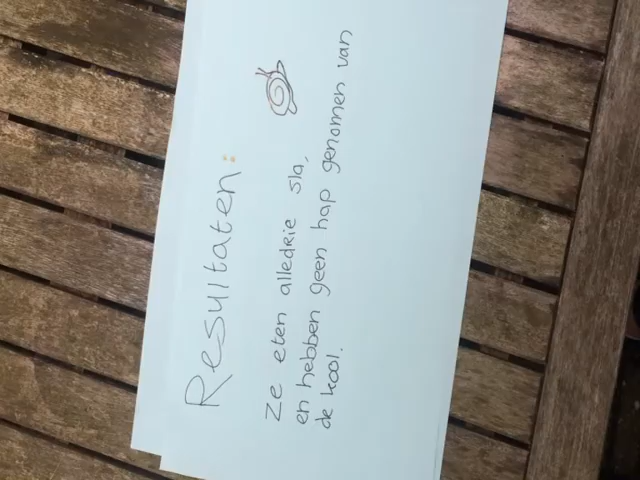 Resultaten:
Ze eten alledrie sla,
en hebben geen hap genomen van
de kool.